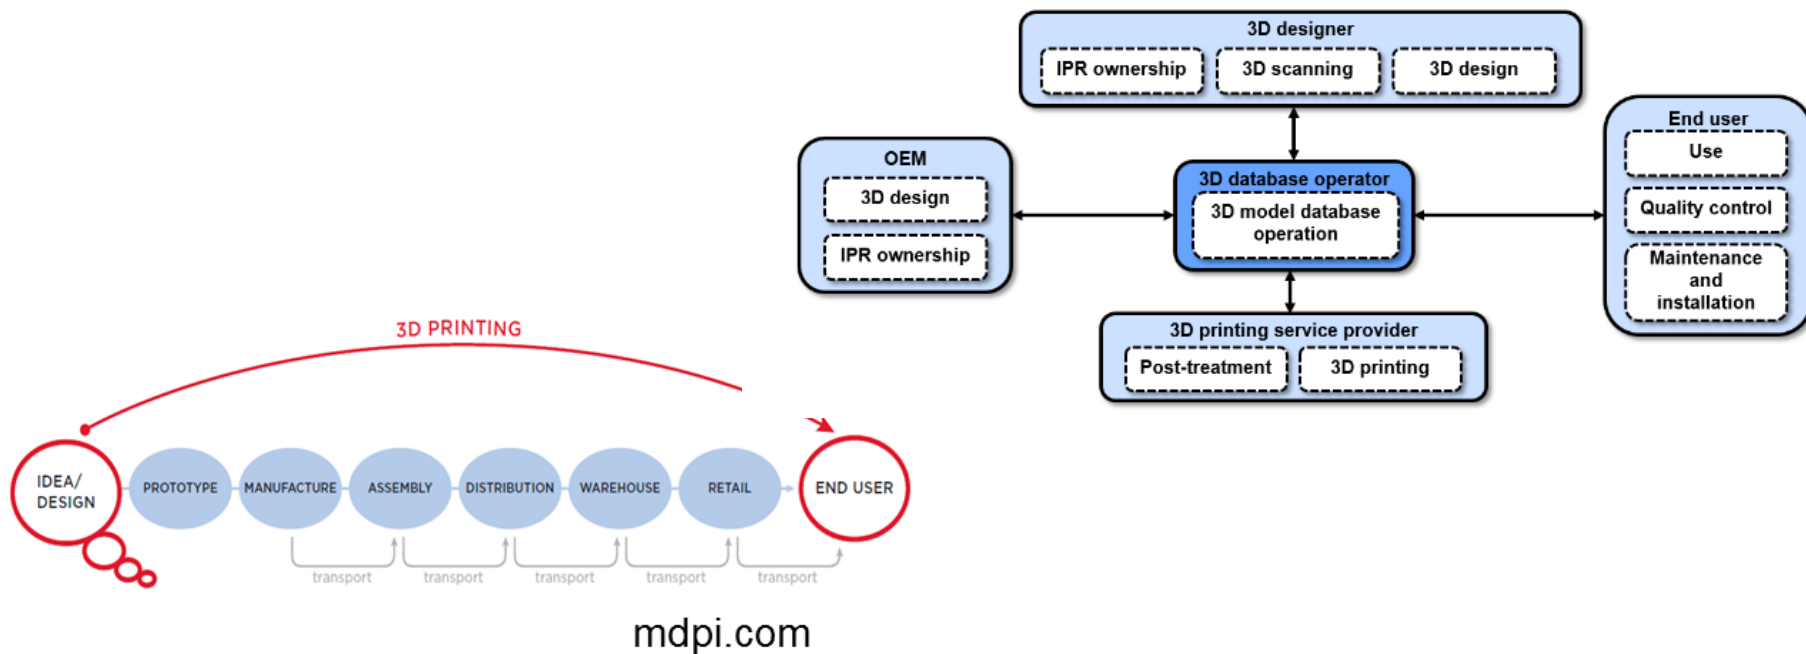 3D designer
IPR ownership
3D scanning
3D design
OEM
3D design
IPR ownership
3D database operator
3D model database
operation
End user
Use
Quality control
Maintenance
and
installation
3D printing service provider
Post-treatment
3D printing
3D PRINTING
IDEA/
DESIGN
PROTOTYPE
MANUFACTURE
ASSEMBLY
DISTRIBUTION
WAREHOUSE
RETAIL
END USER
transport
transport
transport
transport
transport
mdpi.com